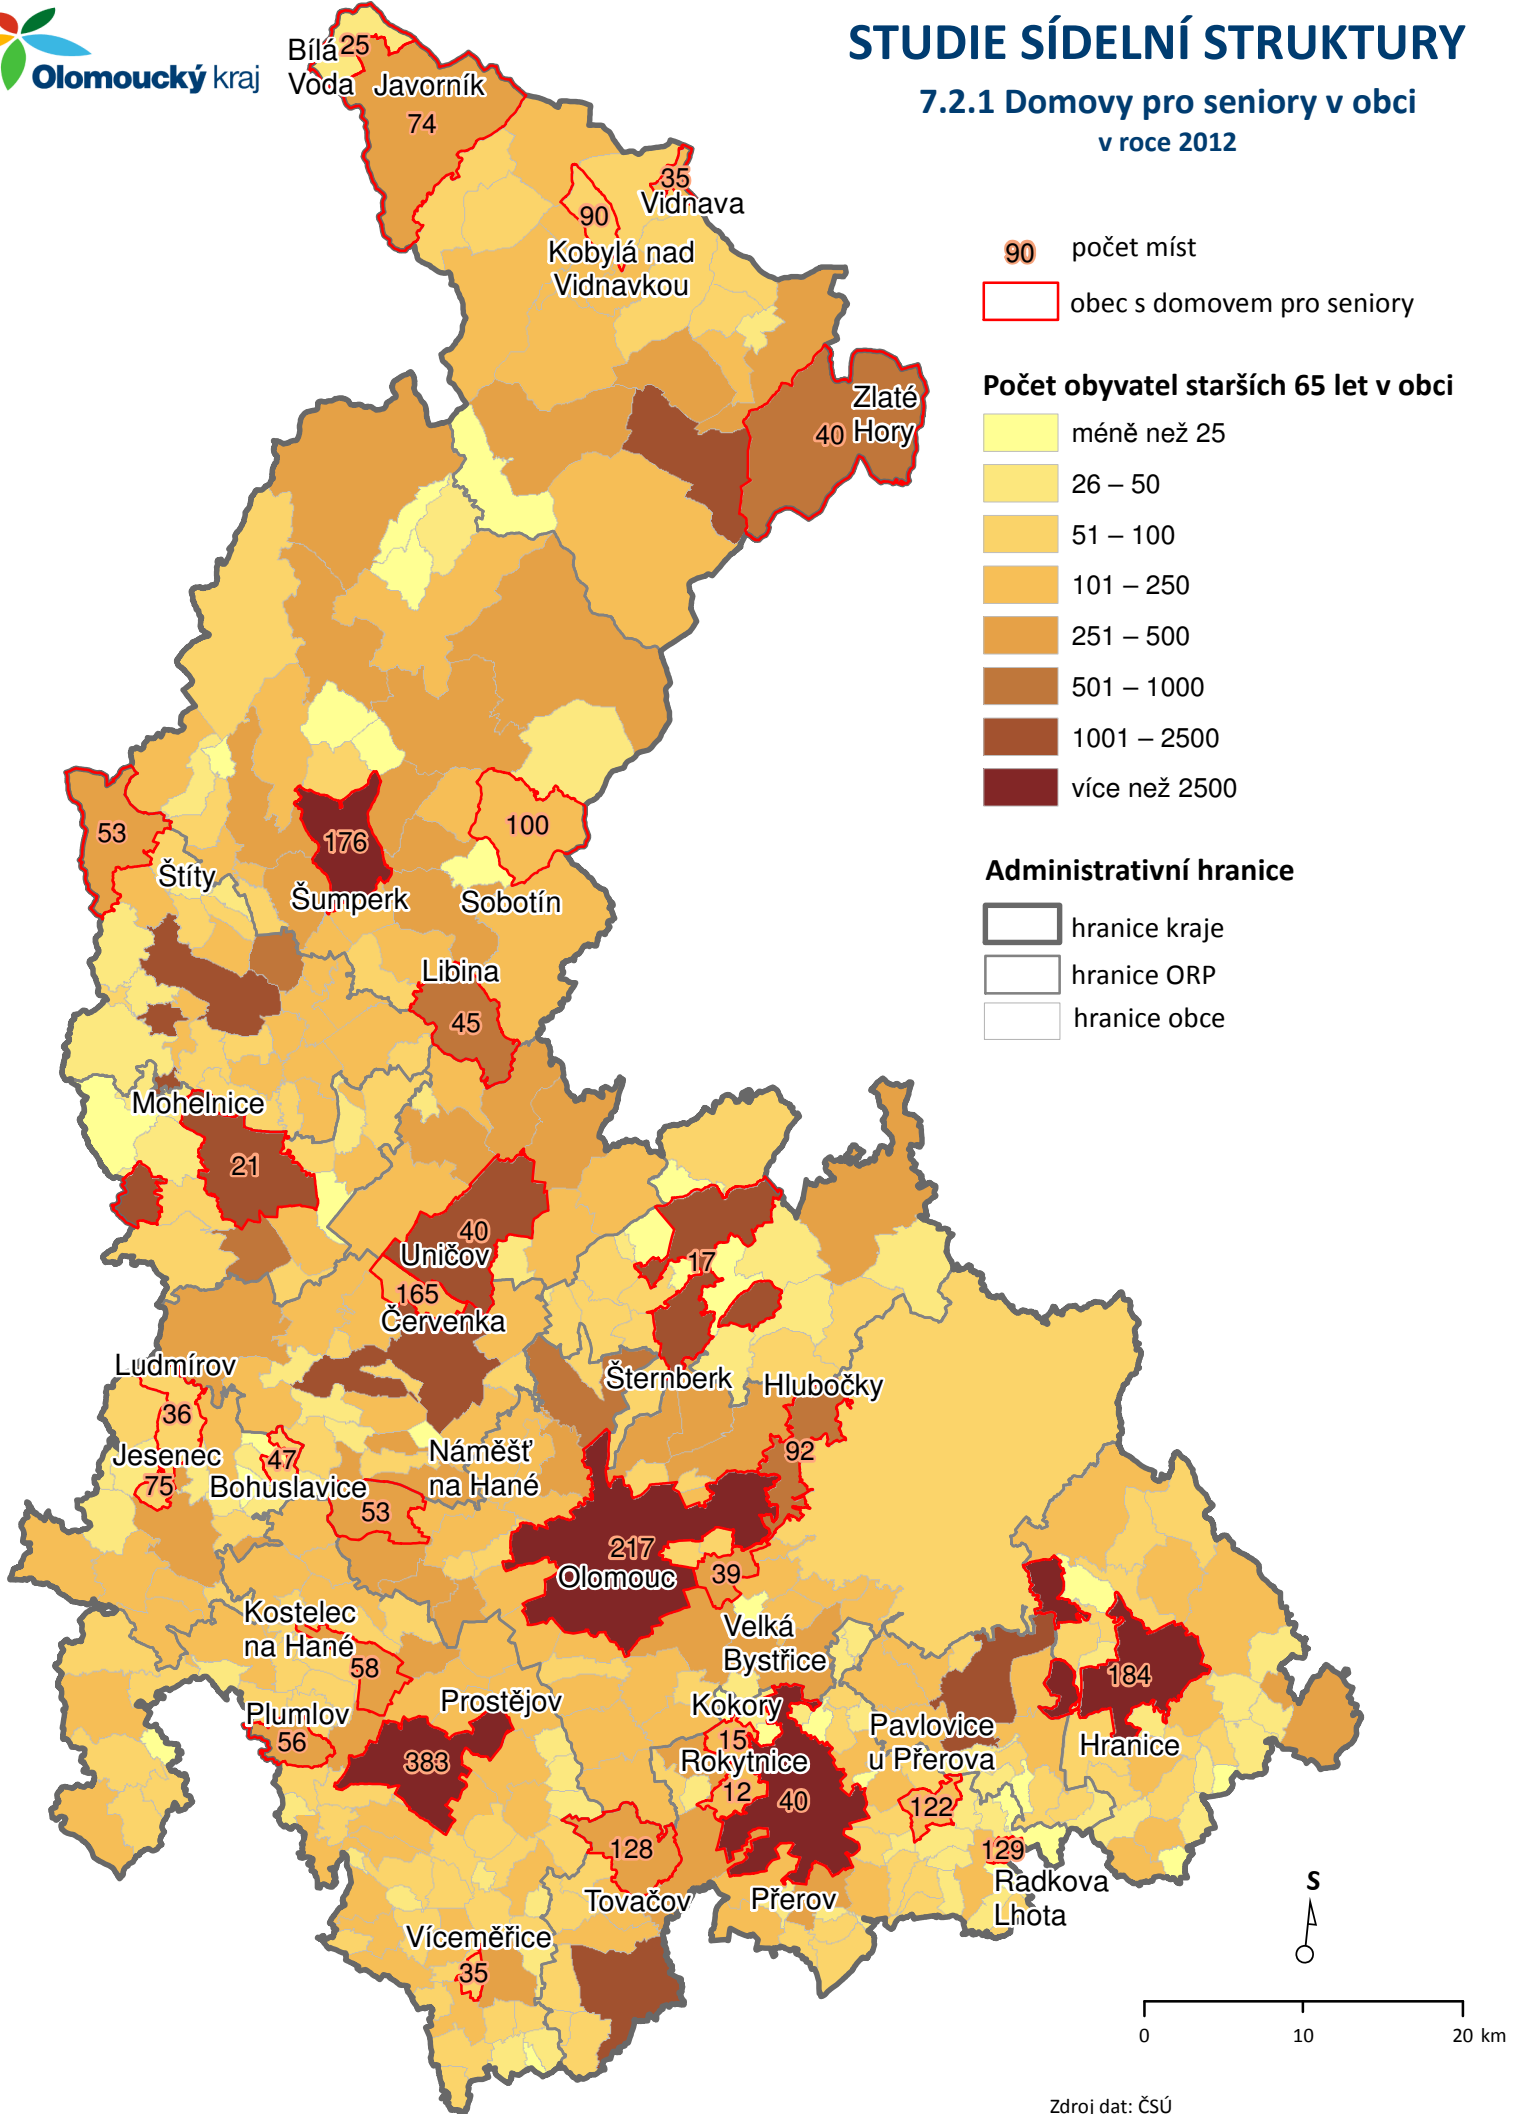 Olomoucký kraj
STUDIE SÍDELNÍ STRUKTURY
7.2.1 Domovy pro seniory v obci
v roce 2012
90 počet míst
obec s domovem pro seniory
Počet obyvatel starších 65 let v obci
méně než 25
26 – 50
51 – 100
101 – 250
251 – 500
501 – 1000
1001 – 2500
více než 2500
Administrativní hranice
hranice kraje
hranice ORP
hranice obce
Bílá
Voda
25
Javorník
74
35
Vidnava
90
Kobylá nad
Vidnavkou
Zlaté
Hory
40
53
Štíty
176
Šumperk
100
Sobotín
Libina
45
Mohelnice
21
40
Uničov
165
Červenka
17
Šternberk
Hlubočky
92
Ludmírov
36
Jesenec
75
47
Bohuslavice
Náměšť
na Hané
53
217
Olomouc
39
Velká
Bystřice
Kostelec
na Hané
58
Plumlov
56
Prostějov
383
Kokory
15
Rokytnice
12
40
Přerov
Pavlovice
u Přerova
122
184
Hranice
129
Radkova
Lhota
128
Tovačov
Víceměřice
35
S
0 10 20 km
Zdroj dat: ČSÚ